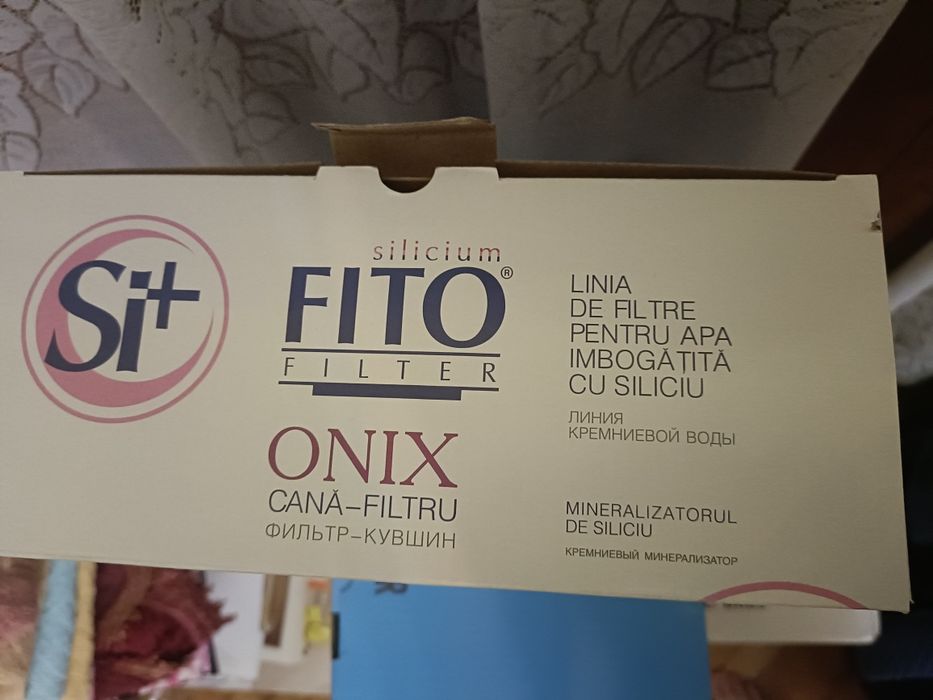 Si+
silicium
FITO®
FILTER
ONIX
CANĂ-FILTRU
ФИЛЬТР-КУВШИН
LINIA
DE FILTRE
PENTRU APA
IMBOGĂȚITĂ
CU SILICIU
ЛИНИЯ
КРЕМНИЕВОЙ ВОДЫ
MINERALIZATORUL
DE SILICIU
КРЕМНИЕВЫЙ МИНЕРАЛИЗАТОР